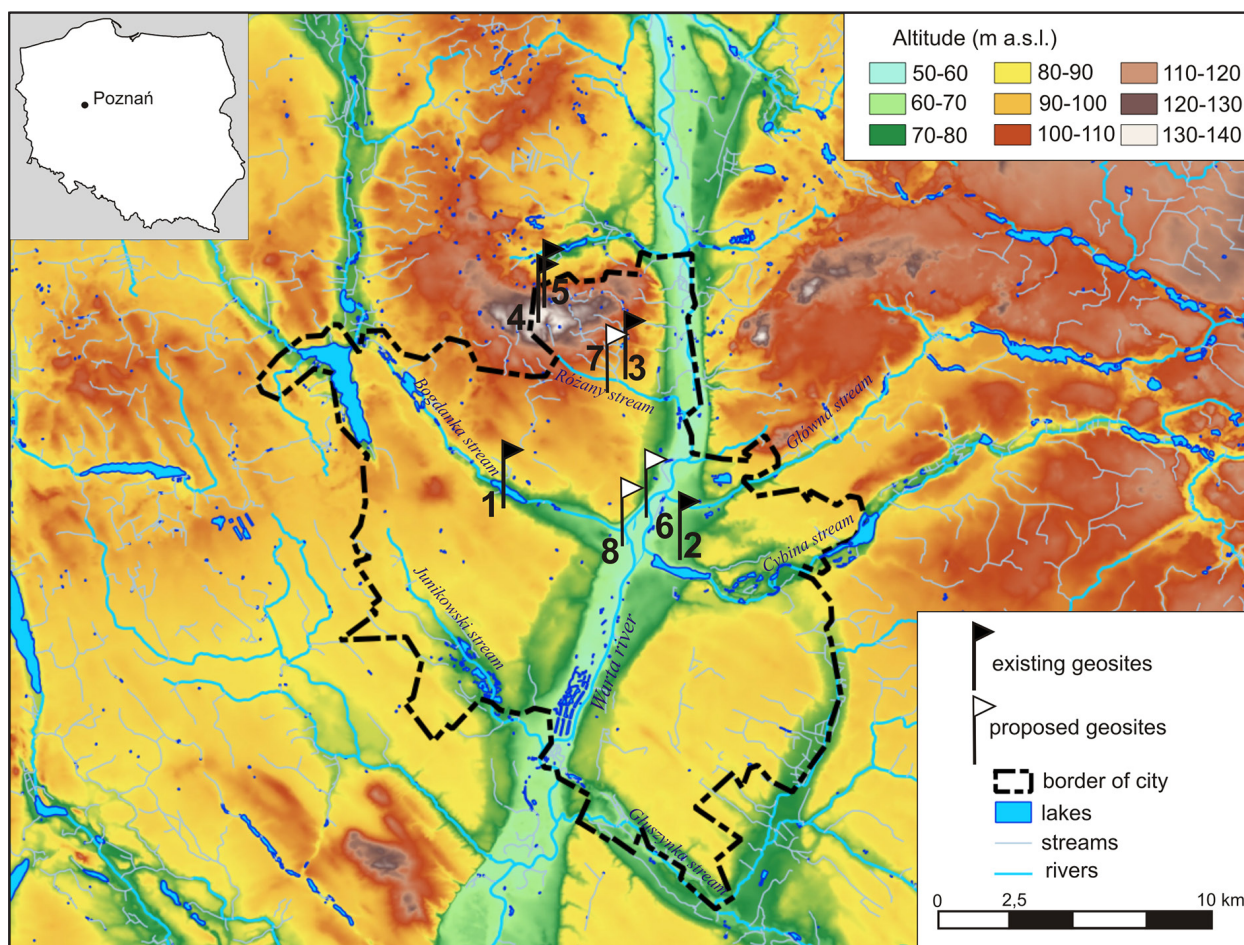 Poznań
Altitude (m a.s.l.)
50-60
80-90
110-120
60-70
90-100
120-130
70-80
100-110
130-140
5
4
7
3
Różany stream
Bogdanka stream
Główna stream
1
6
8
2
Cybina stream
Junikowski stream
Warta river
Głuszynka stream
existing geosites
proposed geosites
border of city
lakes
streams
rivers
0 2,5 10 km